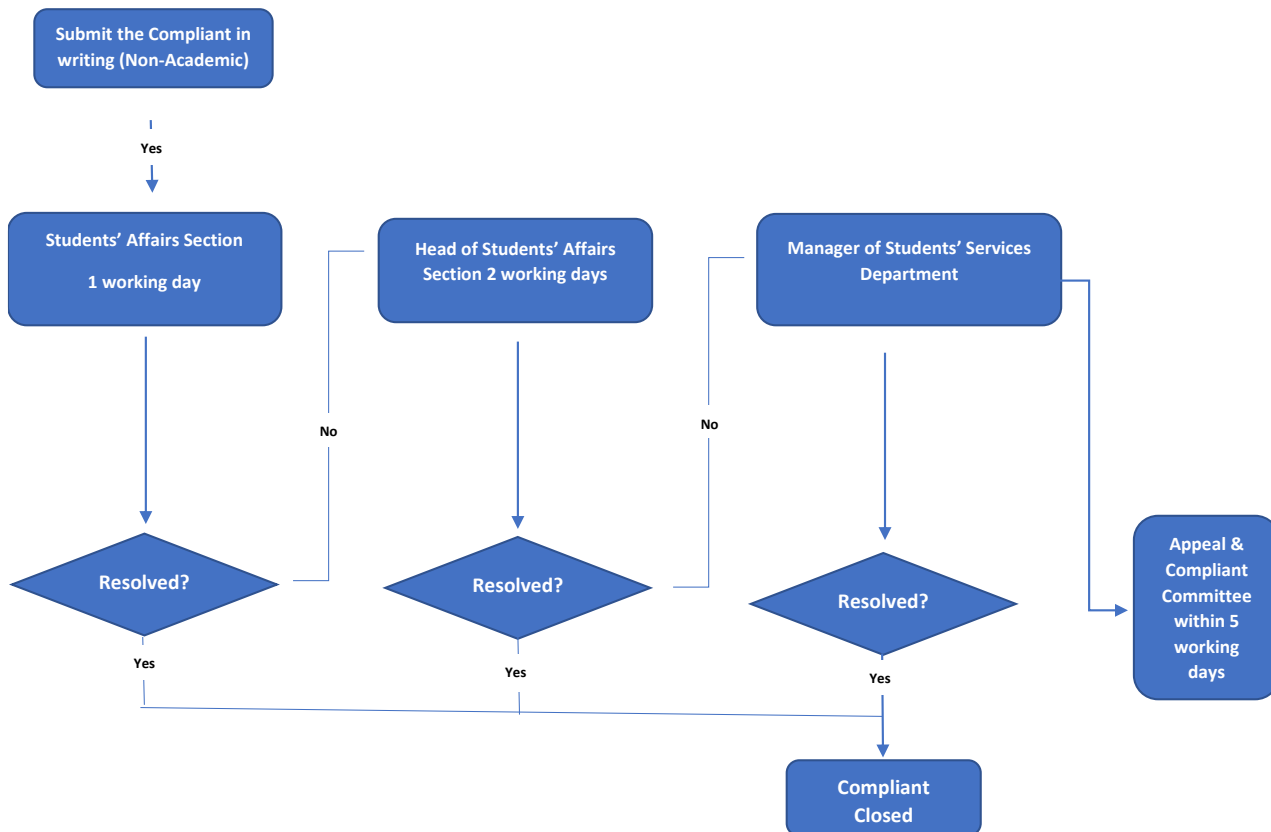 Submit the Compliant in
writing (Non-Academic)
Yes
Students’ Affairs Section
1 working day
Head of Students’ Affairs
Section 2 working days
Manager of Students’ Services
Department
No
No
Resolved?
Resolved?
Resolved?
Appeal &
Compliant
Committee
within 5
working
days
Yes
Yes
Yes
Compliant
Closed